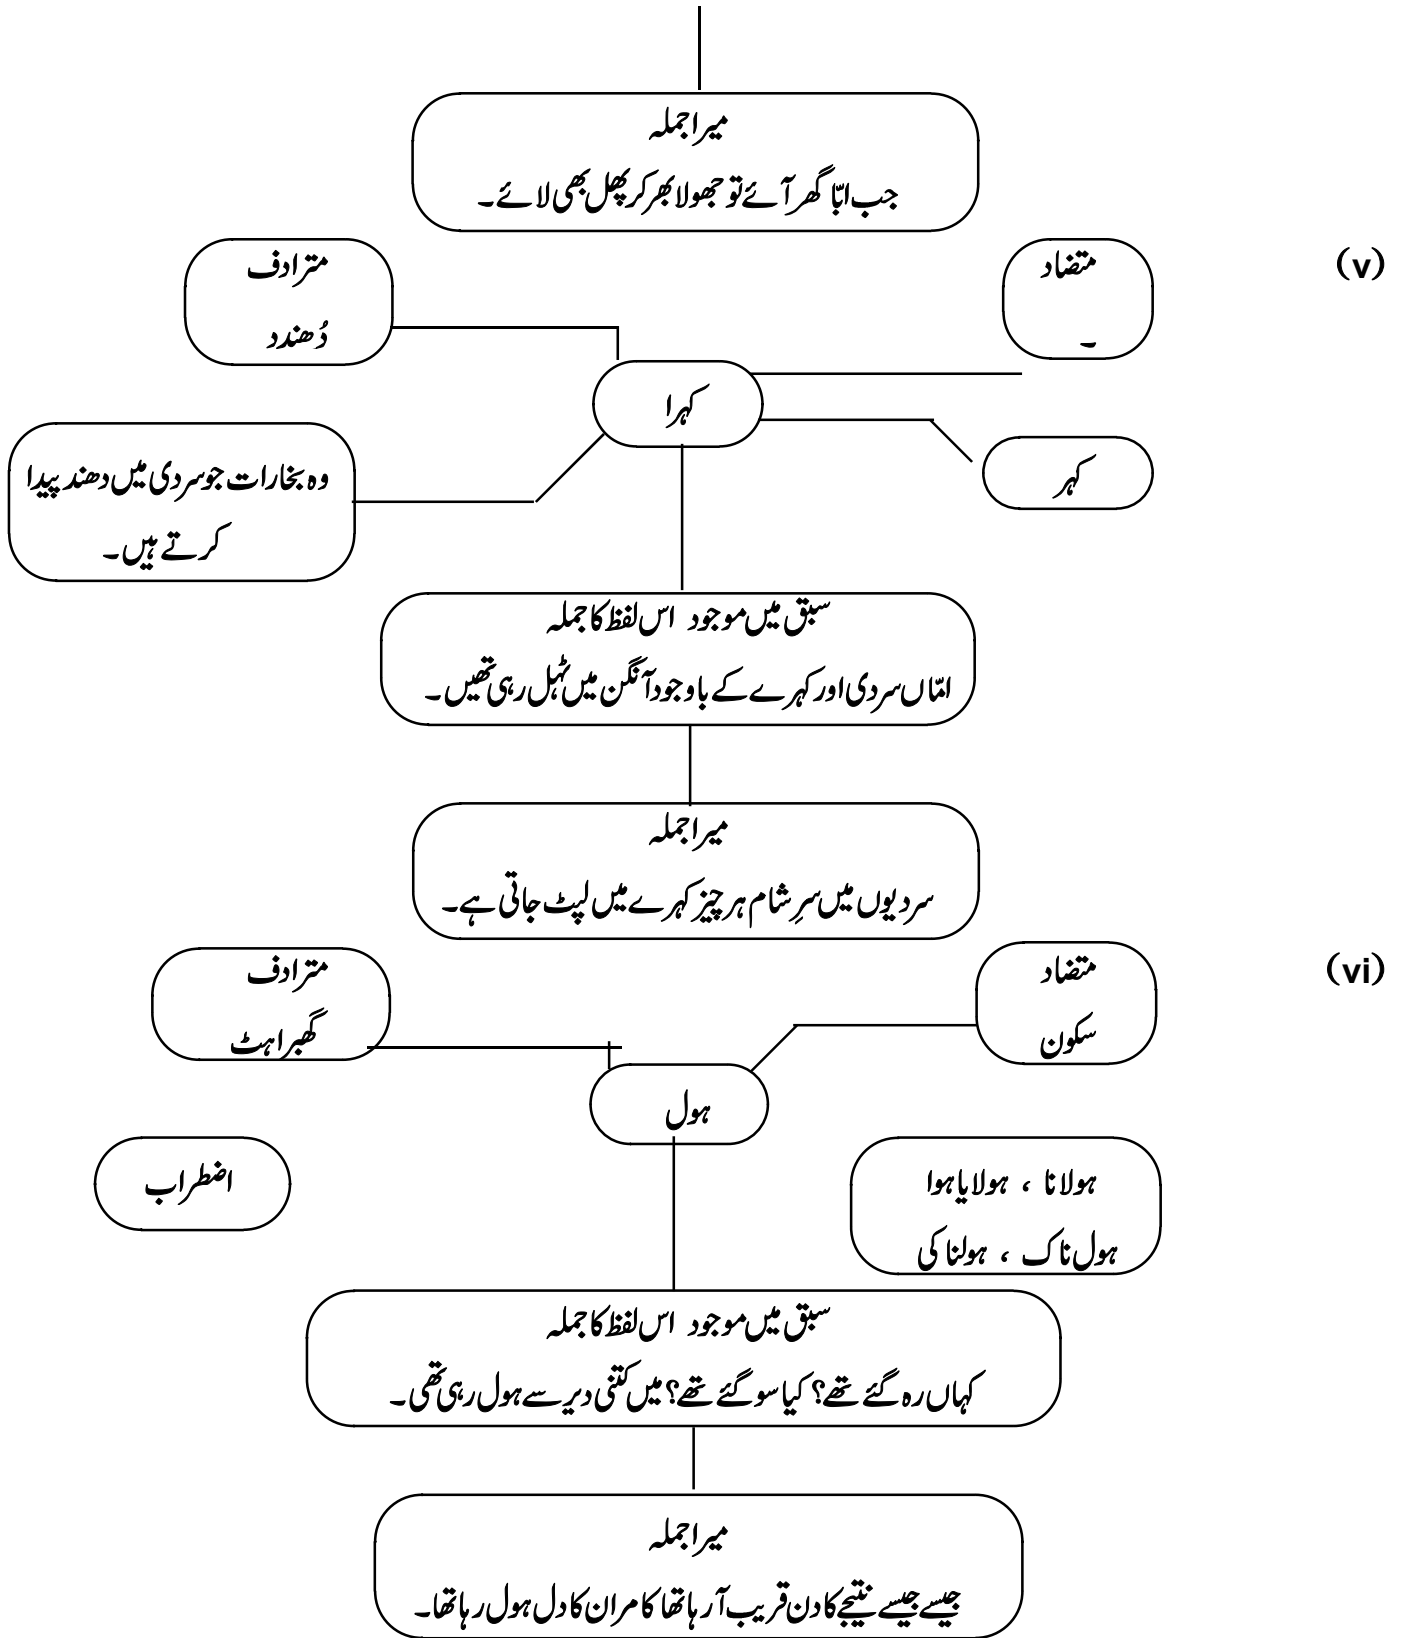 میرا جملہ
جب ابّا گھر آئے تو جھولا بھر کر پھل بھی لائے۔
(v)
متضاد
۔
مترادف
دُھندد
کہرا
کہر
وہ بخارات جو سردی میں دھند پیدا
کرتے ہیں۔
سبق میں موجود اس لفظ کا جملہ
امّاں سردی اور کہرے کے باوجود آنگن میں ٹہل رہی تھیں۔
میرا جملہ
سردیوں میں سرِ شام ہر چیز کہرے میں لپٹ جاتی ہے۔
(vi)
متضاد
سکون
مترادف
گھبراہٹ
ہول
ہولانا ، ہولایا ہوا
ہول ناک ، ہولناکی
اضطراب
سبق میں موجود اس لفظ کا جملہ
کہاں رہ گئے تھے؟ کیا سو گئے تھے؟ میں کتنی دیر سے ہول رہی تھی۔
میرا جملہ
جیسے جیسے نتیجے کا دن قریب آ رہا تھا کامران کا دل ہول رہا تھا۔